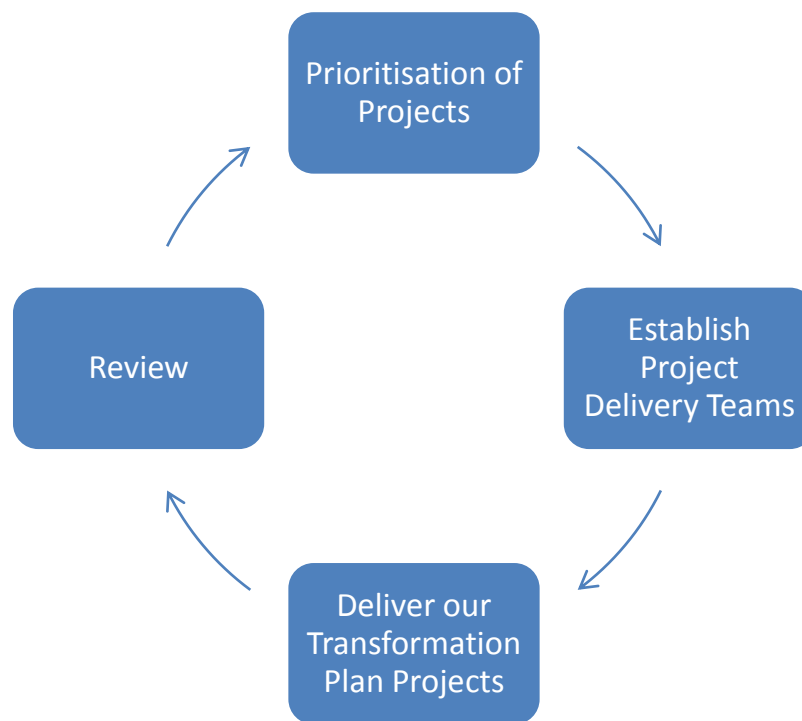 Prioritisation of
Projects
Establish
Project
Delivery Teams
Deliver our
Transformation
Plan Projects
Review